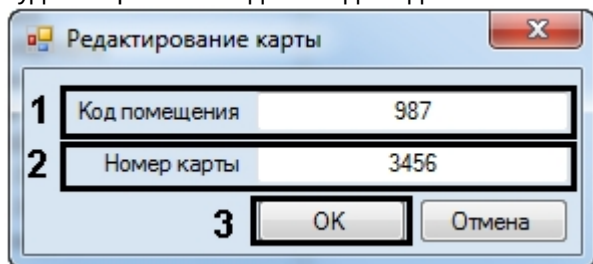 Редактирование карты
1 Код помещения 987
2 Номер карты 3456
3 OK Отмена